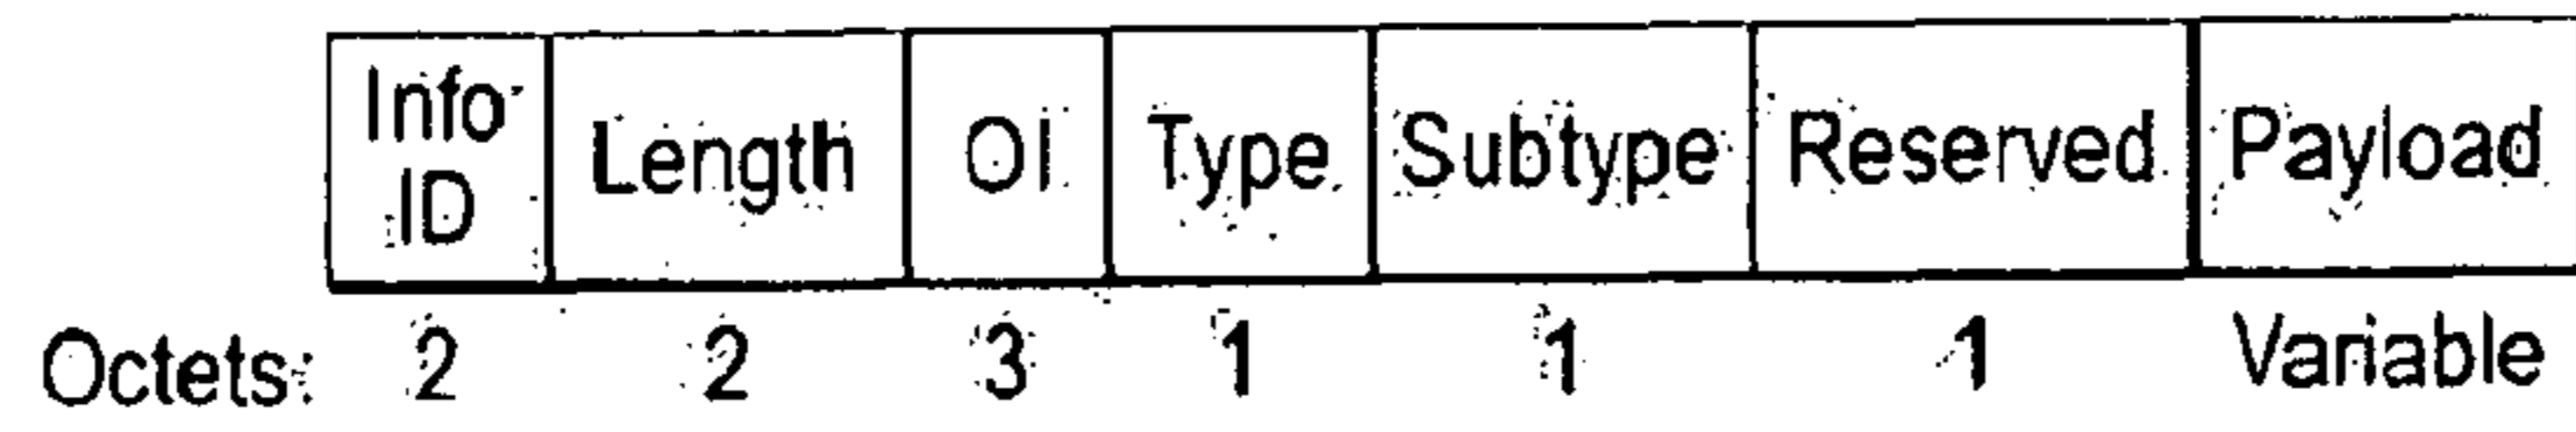 Info ID Length OI Type Subtype Reserved Payload
Octets: 2 2 3 1 1 1 Variable